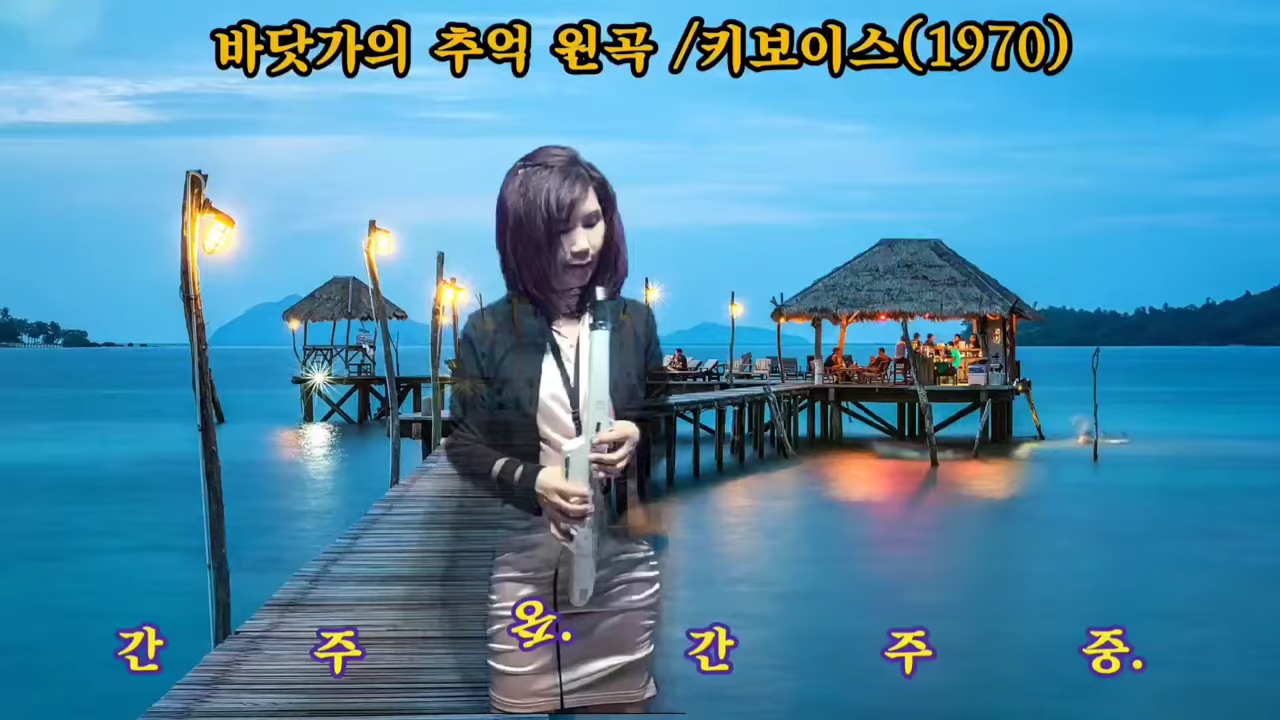 바닷가의 추억 원곡 /키보이스(1970)
간 주 중. 간 주 중.